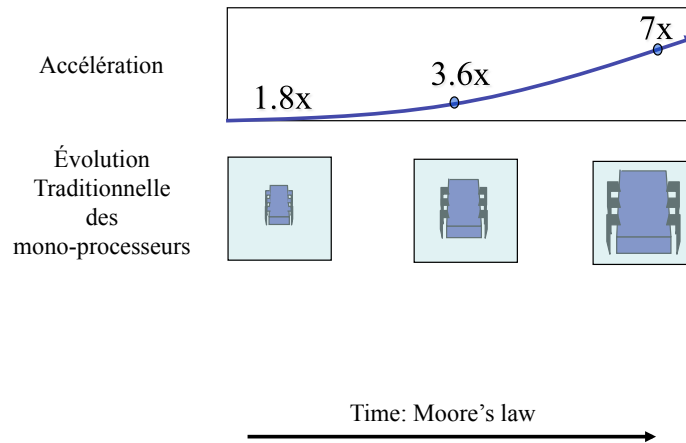 7x
3.6x
1.8x
Accélération
Évolution
Traditionnelle
des
mono-processeurs
Time: Moore's law